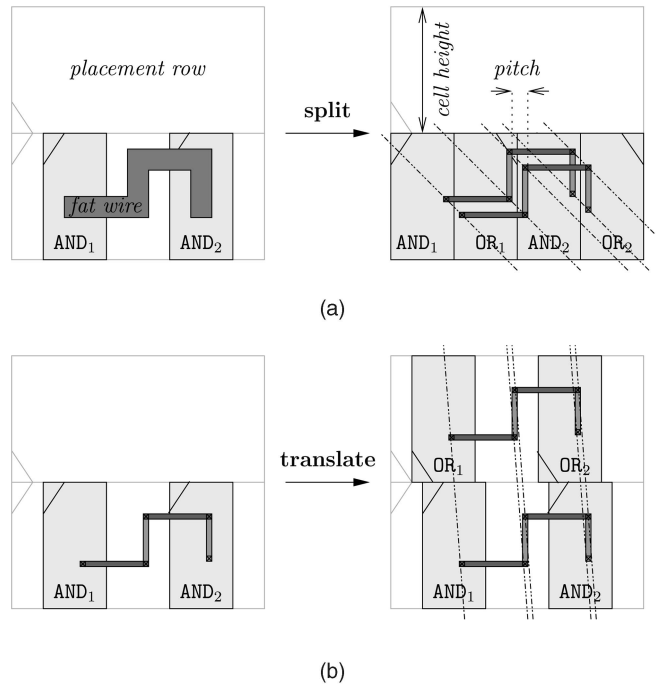 placement row
fat wire
AND₁
AND₂
split
cell height
pitch
AND₁
OR₁
AND₂
OR₂
(a)
AND₁
AND₂
translate
OR₁
OR₂
AND₁
AND₂
(b)